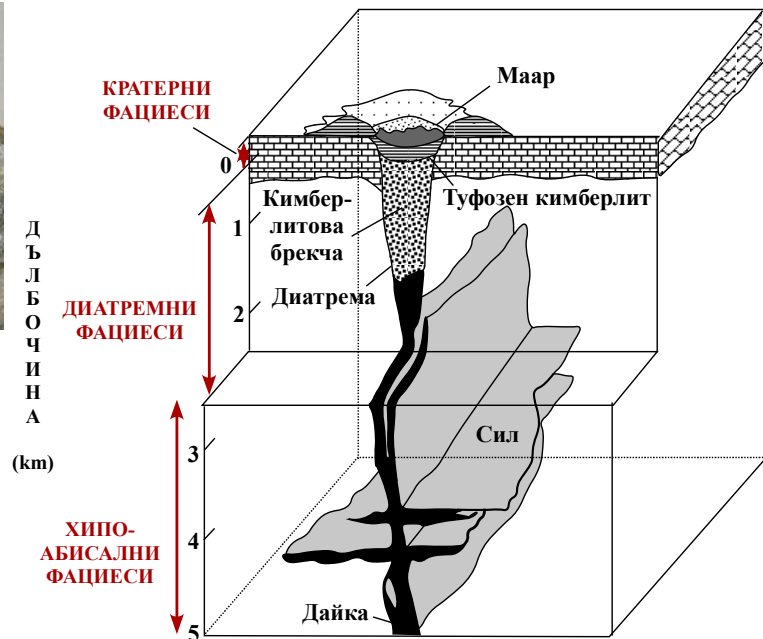 КРАТЕРНИ
ФАЦИЕСИ
Маар
0
Туфозен кимберлит
Кимбер-
литова
брекча
1
Диатрема
2
ДИАТРЕМНИ
ФАЦИЕСИ
Д
Ъ
Л
Б
О
Ч
И
Н
А
(km)
3
Сил
4
ХИПО-
АБИСАЛНИ
ФАЦИЕСИ
Дайка
5